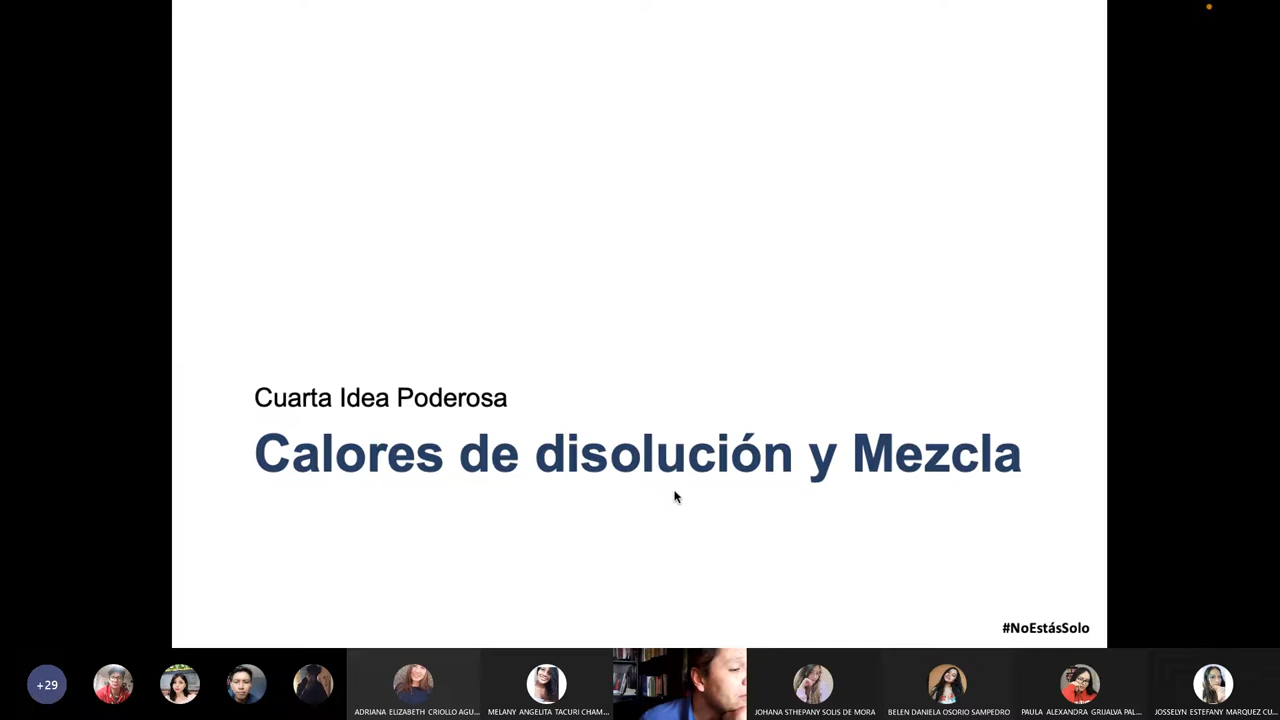 Cuarta Idea Poderosa
Calores de disolución y Mezcla
#NoEstásSolo
+29
ADRIANA ELIZABETH CRIOLLO AGU...
MELANY ANGELITA TACURI CHAM...
JOHANA STHEPANY SOLIS DE MORA
BELEN DANIELA OSORIO SAMPEDRO
PAULA ALEXANDRA GRIJALVA PAL...
JOSSELYN ESTEFANY MARQUEZ CU...